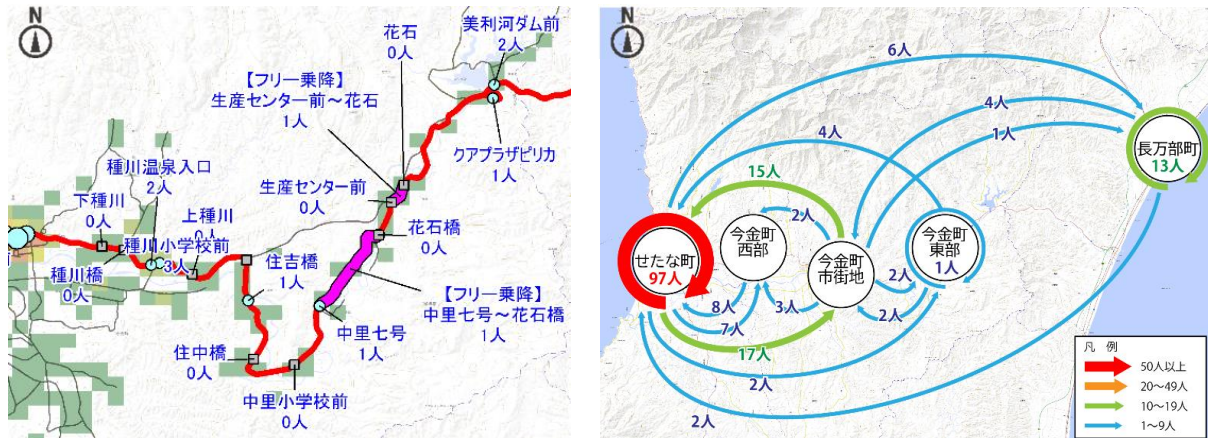 N
花石
0人
美利河ダム前
2人
【フリー乗降】
生産センター前～花石
1人
クアプラザピリカ
1人
種川温泉入口
2人
下種川
0人
生産センター前
0人
上種川
0人
花石橋
0人
種川小学校前
3人
種川橋
0人
住吉橋
1人
【フリー乗降】
中里七号～花石橋
1人
中里七号
1人
住中橋
0人
中里小学校前
0人
N
6人
4人
4人
1人
長万部町
13人
15人
2人
せたな町
97人
今金町
西部
今金町
市街地
今金町
東部
1人
2人
8人
3人
2人
7人
17人
2人
2人
凡 例
50人以上
20～49人
10～19人
1～9人